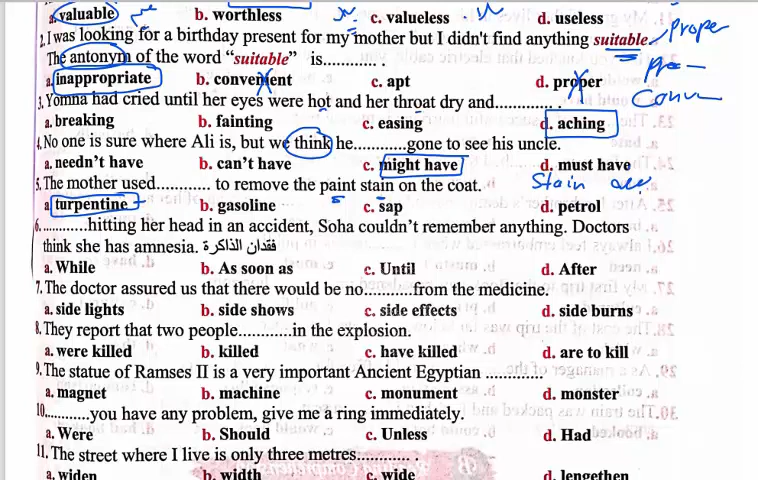 a. valuable b. worthless c. valueless d. useless
2. I was looking for a birthday present for my mother but I didn't find anything suitable. Proper
The antonym of the word "suitable" is............ .
a. inappropriate b. convenient c. apt d. proper
3. Yomna had cried until her eyes were hot and her throat dry and............. .
a. breaking b. fainting c. easing d. aching
4. No one is sure where Ali is, but we think he...........gone to see his uncle.
a. needn't have b. can't have c. might have d. must have
5. The mother used........... to remove the paint stain on the coat. Stain
a. turpentine b. gasoline c. sap d. petrol
6............hitting her head in an accident, Soha couldn't remember anything. Doctors
think she has amnesia. فقدان الذاكرة
a. While b. As soon as c. Until d. After
7. The doctor assured us that there would be no..........from the medicine.
a. side lights b. side shows c. side effects d. side burns
8. They report that two people...........in the explosion.
a. were killed b. killed c. have killed d. are to kill
9. The statue of Ramses II is a very important Ancient Egyptian ............
a. magnet b. machine c. monument d. monster
10...........you have any problem, give me a ring immediately.
a. Were b. Should c. Unless d. Had
11. The street where I live is only three metres............ .
a. widen b. width c. wide d. lengethen